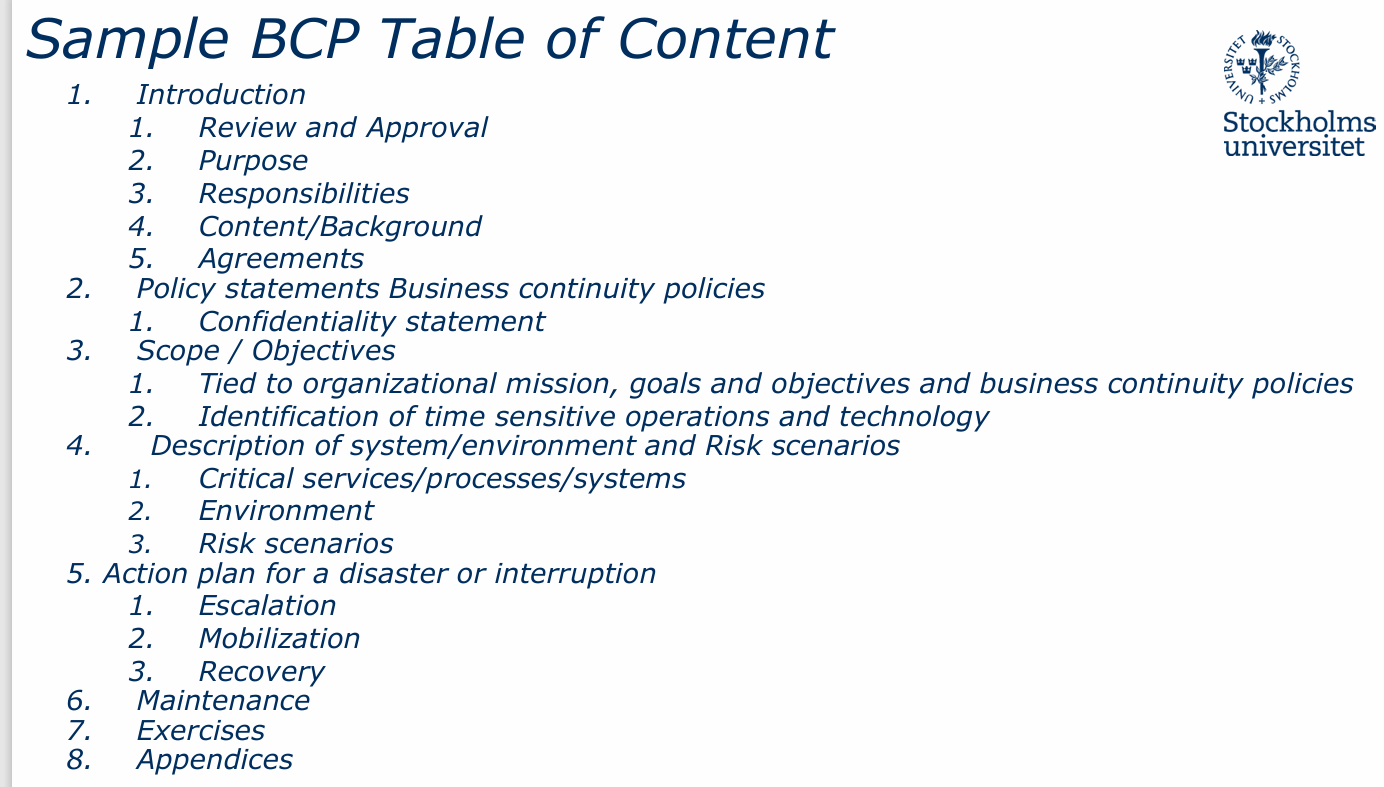 Sample BCP Table of Content
UNIVERSITET STOCKHOLMS
Stockholms
universitet
1. Introduction
1. Review and Approval
2. Purpose
3. Responsibilities
4. Content/Background
5. Agreements
2. Policy statements Business continuity policies
1. Confidentiality statement
3. Scope / Objectives
1. Tied to organizational mission, goals and objectives and business continuity policies
2. Identification of time sensitive operations and technology
4. Description of system/environment and Risk scenarios
1. Critical services/processes/systems
2. Environment
3. Risk scenarios
5. Action plan for a disaster or interruption
1. Escalation
2. Mobilization
3. Recovery
6. Maintenance
7. Exercises
8. Appendices